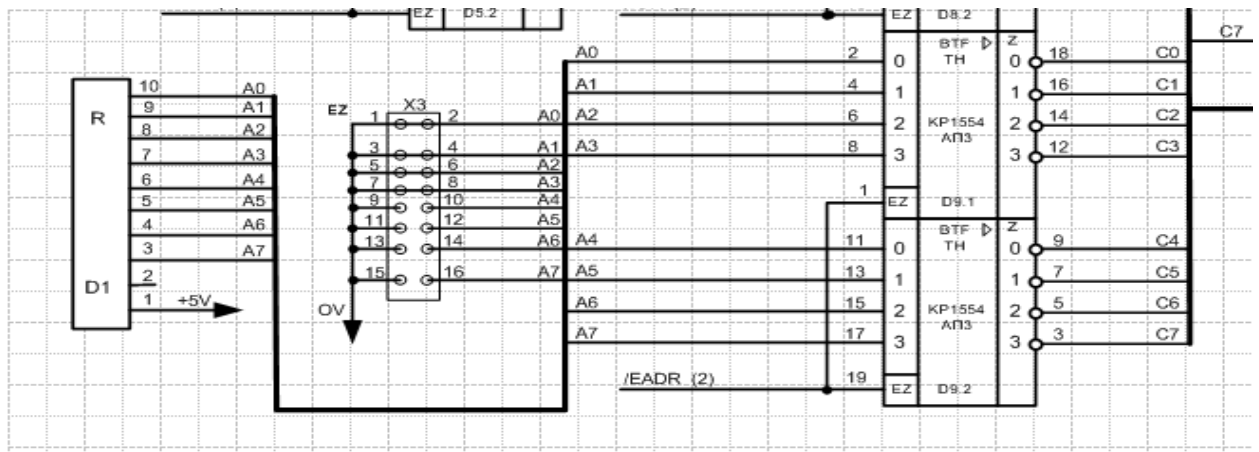 EZ D5.2
EZ D8.2
C7
R
D1
10 A0
9 A1
8 A2
7 A3
6 A4
5 A5
4 A6
3 A7
2
1 +5V
EZ X3
1 2 A0
3 4 A1
5 6 A2
7 8 A3
9 10 A4
11 12 A5
13 14 A6
15 16 A7
OV
A0 2
A1 4
A2 6
A3 8
1
A4 11
A5 13
A6 15
A7 17
/EADR (2) 19
BTF Z
0 TH 0 18 C0
1 1 16 C1
2 КР1554 2 14 C2
АП3
3 3 12 C3
EZ D9.1
BTF Z
0 TH 0 9 C4
1 1 7 C5
2 КР1554 2 5 C6
АП3
3 3 3 C7
EZ D9.2